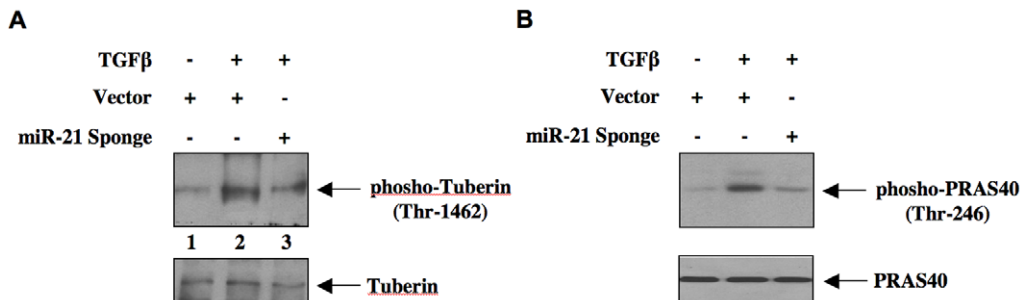 A
TGFβ - + +
Vector + + -
miR-21 Sponge - - +
phosho-Tuberin
(Thr-1462)
1 2 3
Tuberin
B
TGFβ - + +
Vector + + -
miR-21 Sponge - - +
phosho-PRAS40
(Thr-246)
PRAS40